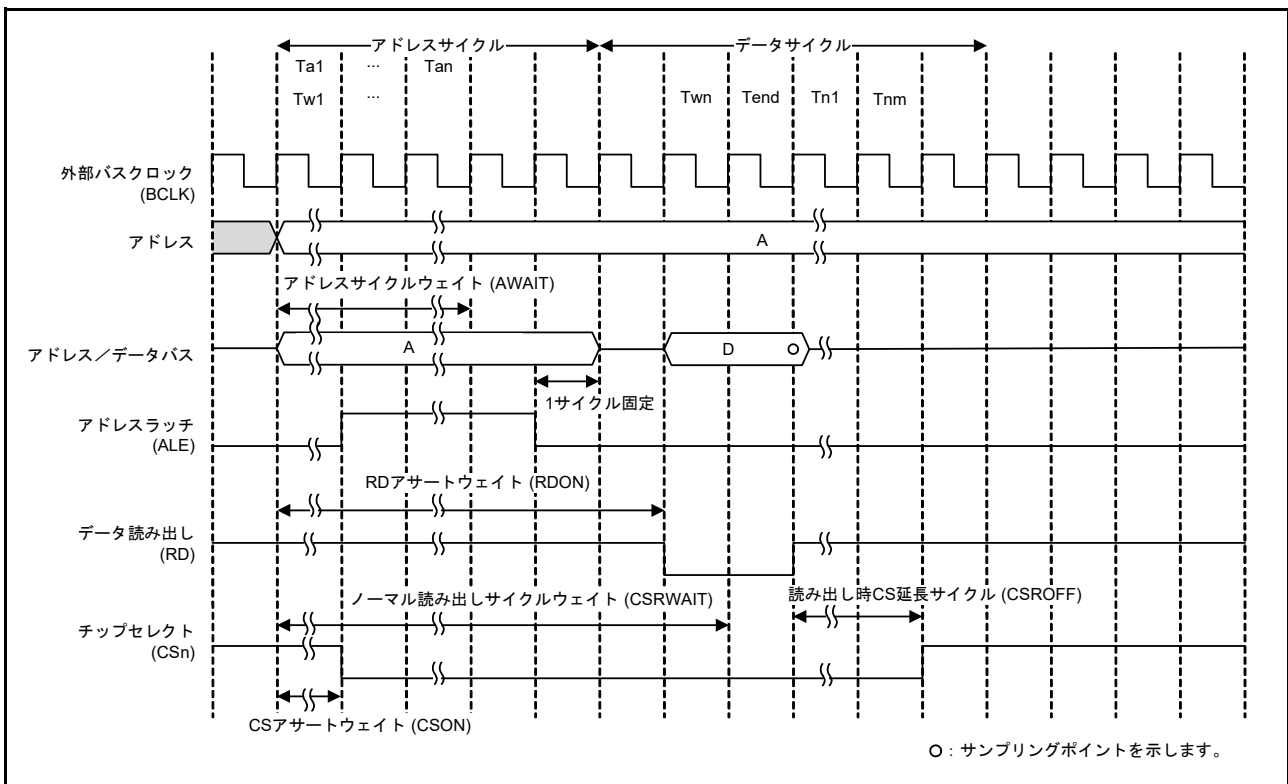 アドレスサイクル データサイクル
Ta1 ... Tan
Tw1 ... Twn Tend Tn1 Tnm
外部バスクロック
(BCLK)
アドレス
A
アドレスサイクルウェイト (AWAIT)
アドレス／データバス
A D
1サイクル固定
アドレスラッチ
(ALE)
RDアサートウェイト (RDON)
データ読み出し
(RD)
ノーマル読み出しサイクルウェイト (CSRWAIT)
読み出し時CS延長サイクル (CSROFF)
チップセレクト
(CSn)
CSアサートウェイト (CSON)
O : サンプリングポイントを示します。